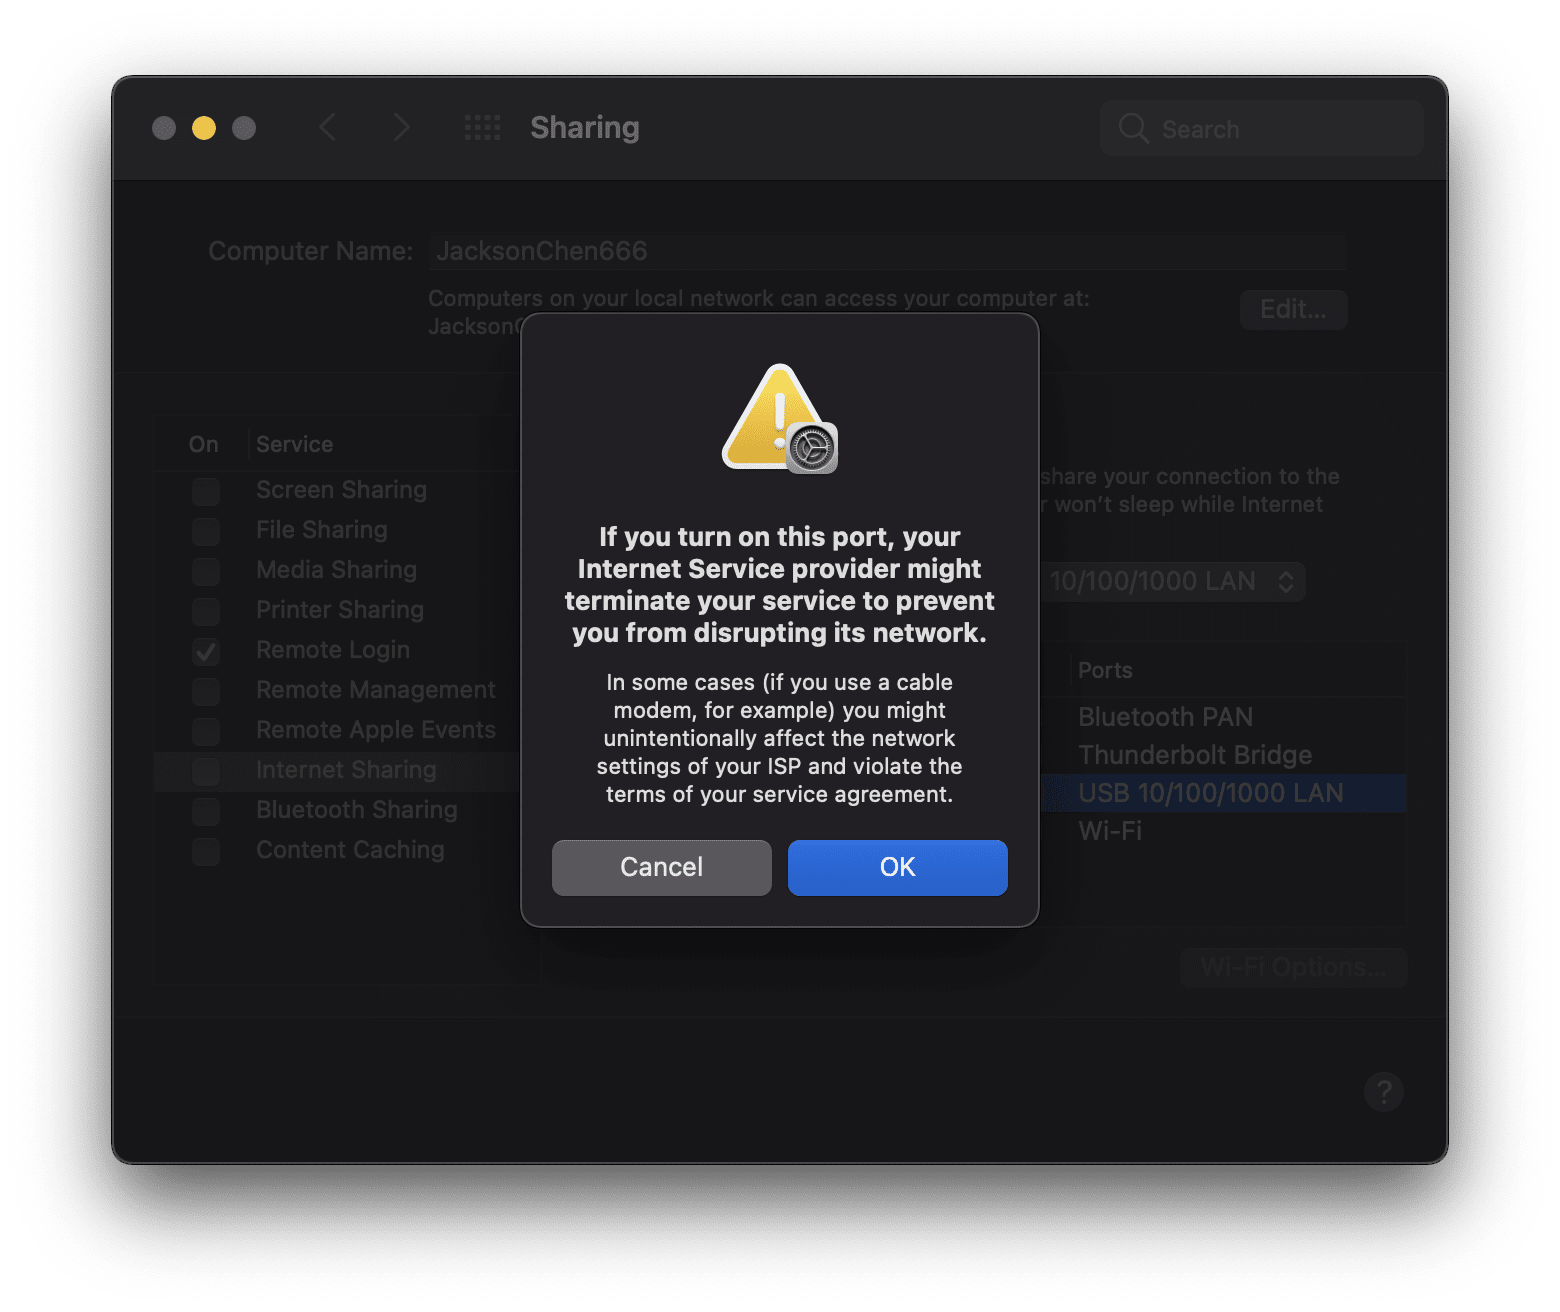 Sharing
Search
Computer Name: JacksonChen666
Computers on your local network can access your computer at:
Edit...
On Service
Screen Sharing
File Sharing
Media Sharing
Printer Sharing
Remote Login
Remote Management
Remote Apple Events
Internet Sharing
Bluetooth Sharing
Content Caching
If you turn on this port, your
Internet Service provider might
terminate your service to prevent
you from disrupting its network.
In some cases (if you use a cable
modem, for example) you might
unintentionally affect the network
settings of your ISP and violate the
terms of your service agreement.
Cancel OK
share your connection to the
won't sleep while Internet
10/100/1000 LAN
Ports
Bluetooth PAN
Thunderbolt Bridge
USB 10/100/1000 LAN
Wi-Fi
Wi-Fi Options...
?